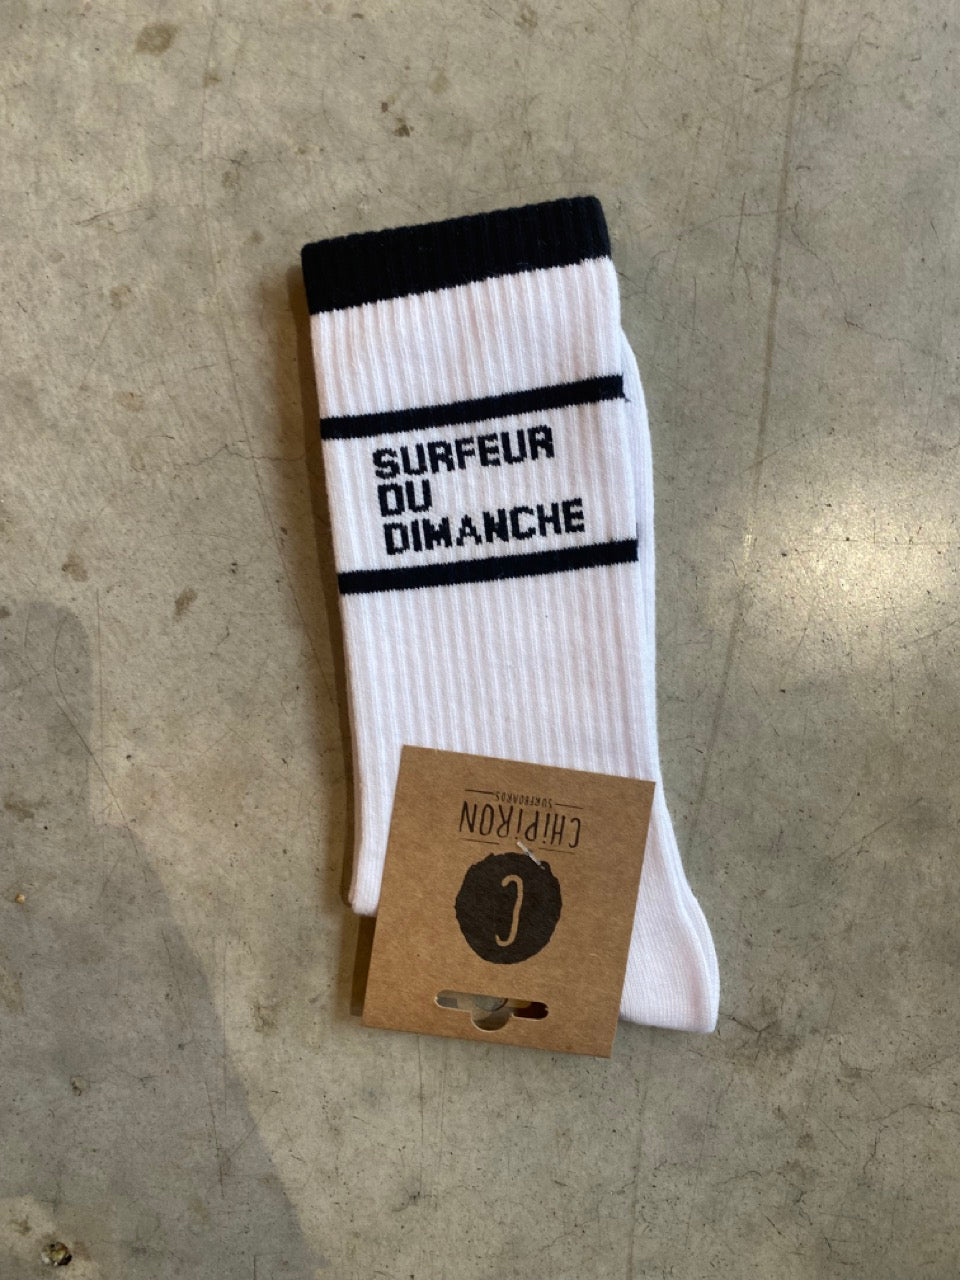 SURFEUR
DU
DIMANCHE
CHiPiRON
SURFBOARDS